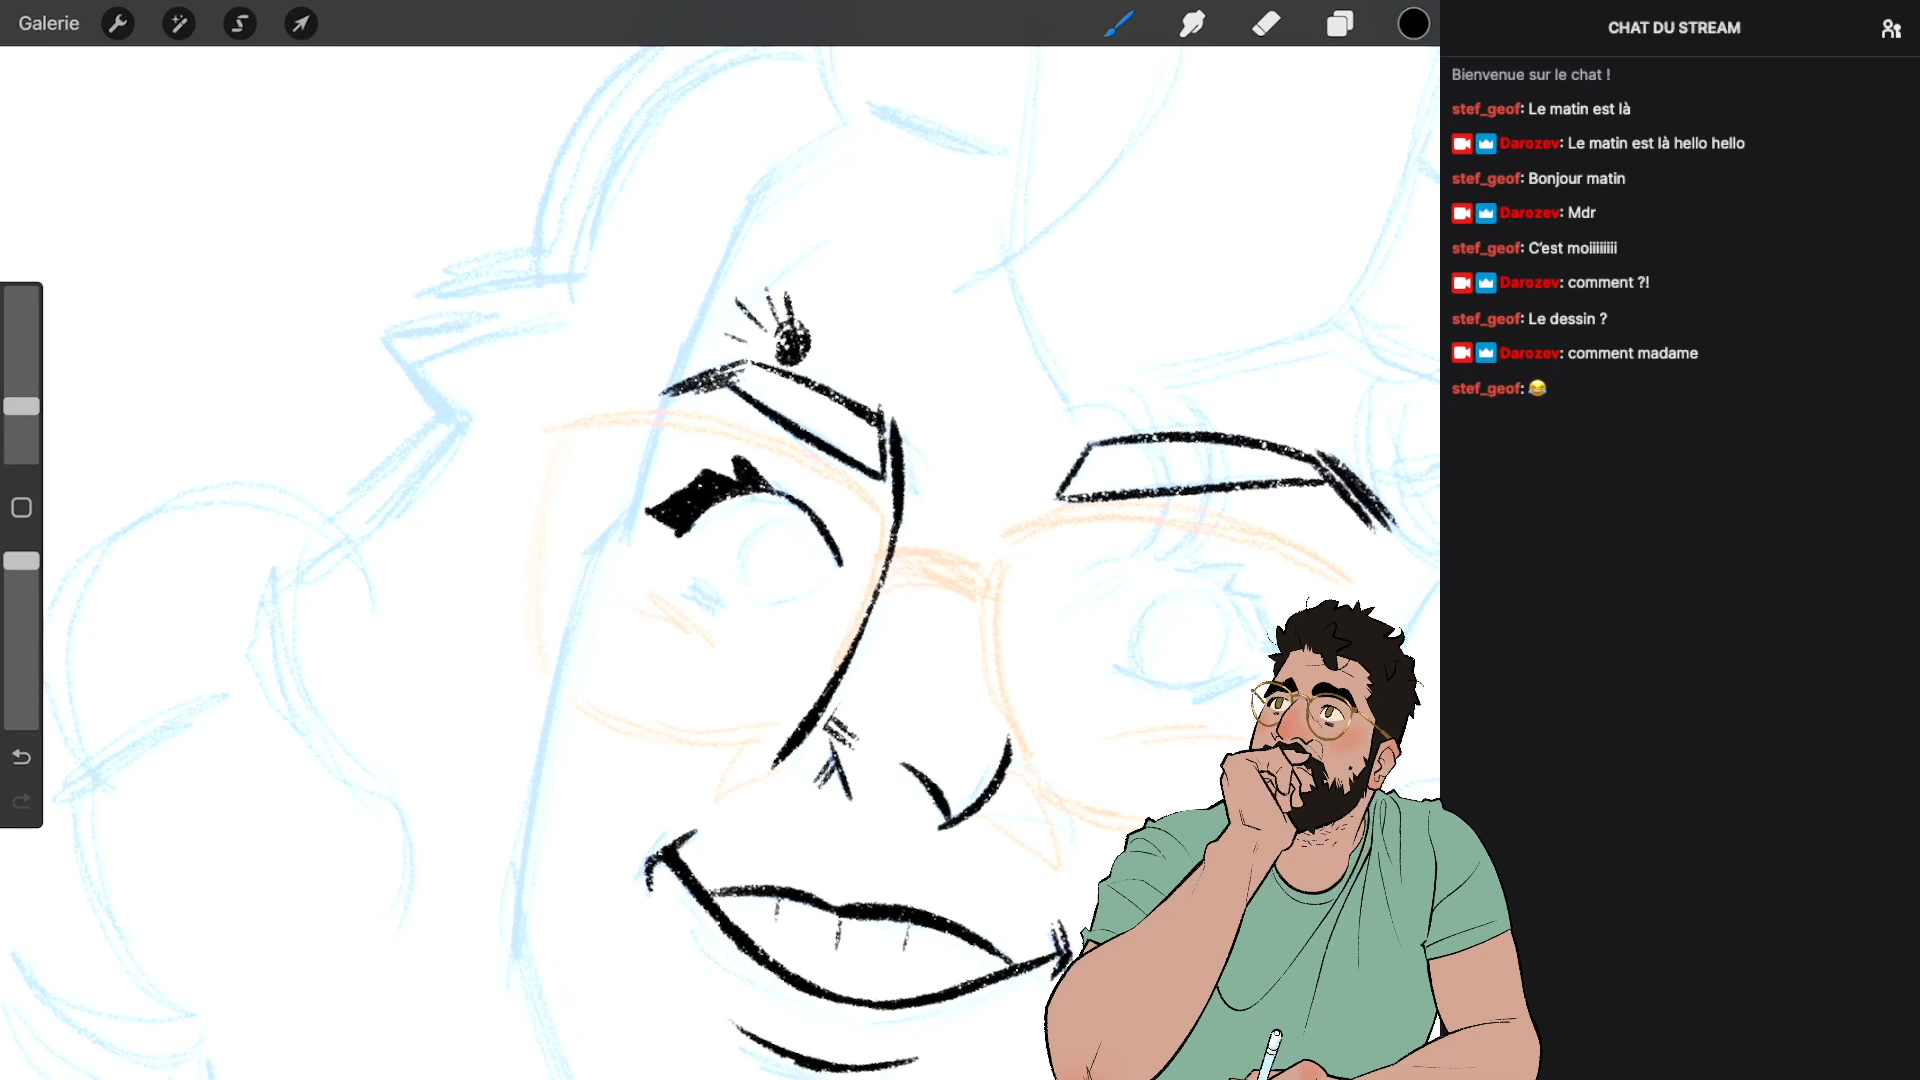 Galerie
CHAT DU STREAM
Bienvenue sur le chat !
stef_geof: Le matin est là
Darozev: Le matin est là hello hello
stef_geof: Bonjour matin
Darozev: Mdr
stef_geof: C'est moiiiiiiiii
Darozev: comment ?!
stef_geof: Le dessin ?
Darozev: comment madame
stef_geof: 😂